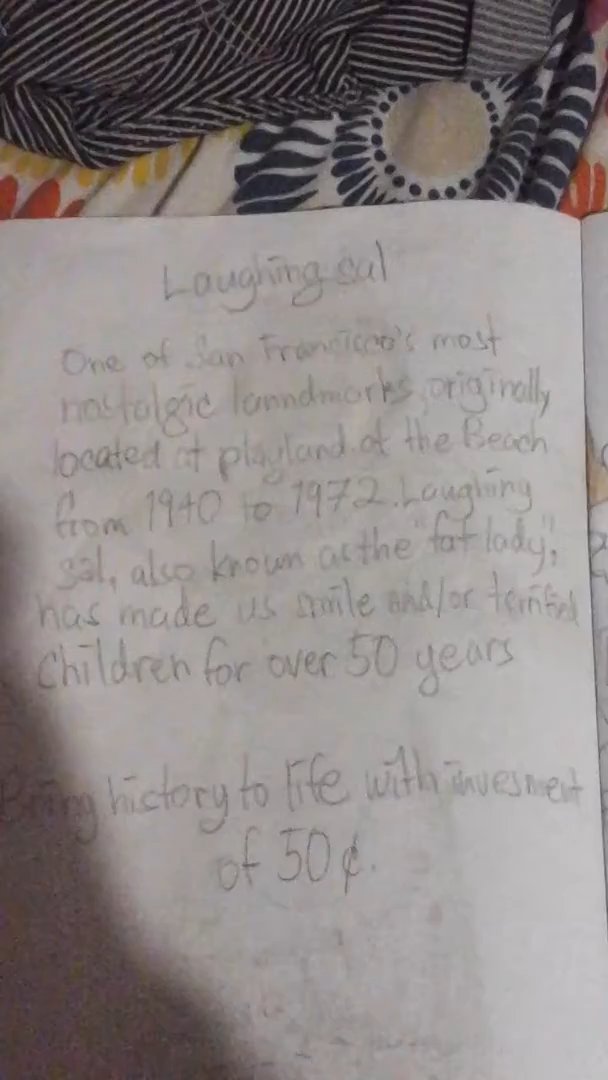 Laughing sal
One of San Francisco's most
nostalgic lanndmarks, originally
located at playland at the Beach
from 1940 to 1972. Laughing
sal, also known as the "fat lady",
has made us smile and/or terrified
Children for over 50 years
Bring history to life with invesment
of 50 ¢.